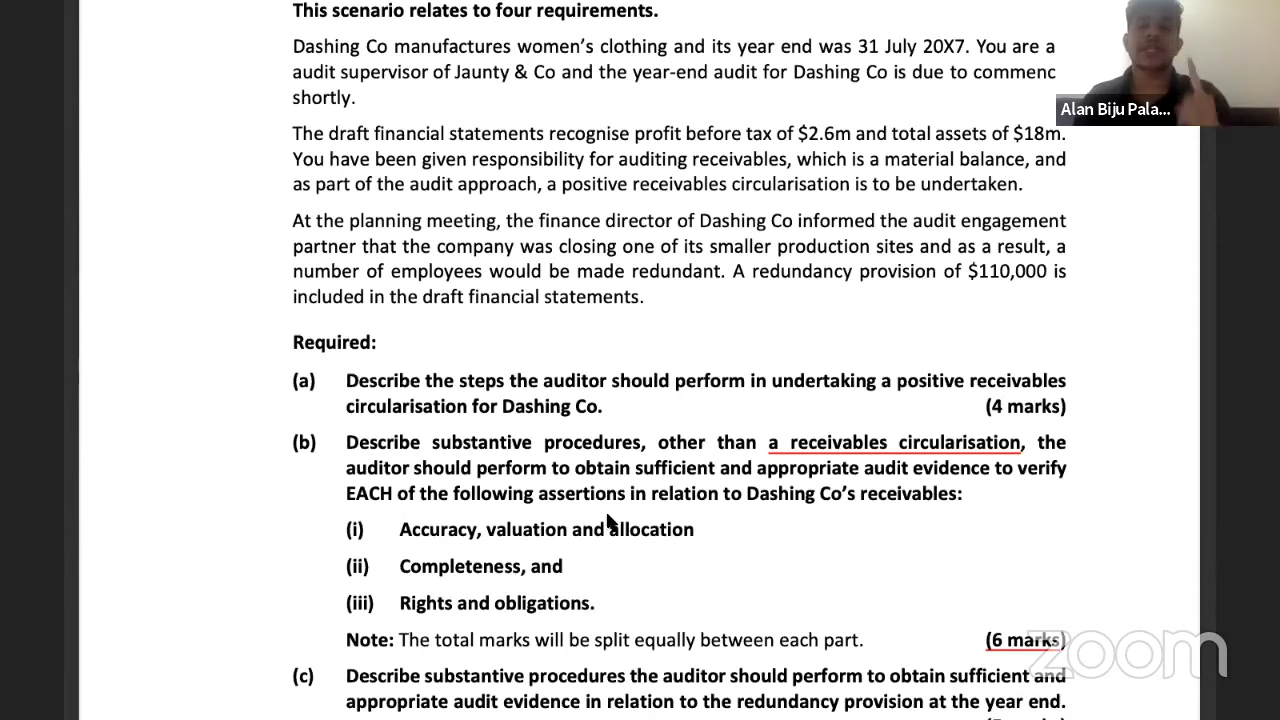 This scenario relates to four requirements.
Dashing Co manufactures women's clothing and its year end was 31 July 20X7. You are a
audit supervisor of Jaunty & Co and the year-end audit for Dashing Co is due to commenc
shortly.
Alan Biju Pala...
The draft financial statements recognise profit before tax of $2.6m and total assets of $18m.
You have been given responsibility for auditing receivables, which is a material balance, and
as part of the audit approach, a positive receivables circularisation is to be undertaken.
At the planning meeting, the finance director of Dashing Co informed the audit engagement
partner that the company was closing one of its smaller production sites and as a result, a
number of employees would be made redundant. A redundancy provision of $110,000 is
included in the draft financial statements.
Required:
(a) Describe the steps the auditor should perform in undertaking a positive receivables
circularisation for Dashing Co. (4 marks)
(b) Describe substantive procedures, other than a receivables circularisation, the
auditor should perform to obtain sufficient and appropriate audit evidence to verify
EACH of the following assertions in relation to Dashing Co's receivables:
(i) Accuracy, valuation and allocation
(ii) Completeness, and
(iii) Rights and obligations.
Note: The total marks will be split equally between each part. (6 marks)
zoom
(c) Describe substantive procedures the auditor should perform to obtain sufficient and
appropriate audit evidence in relation to the redundancy provision at the year end.